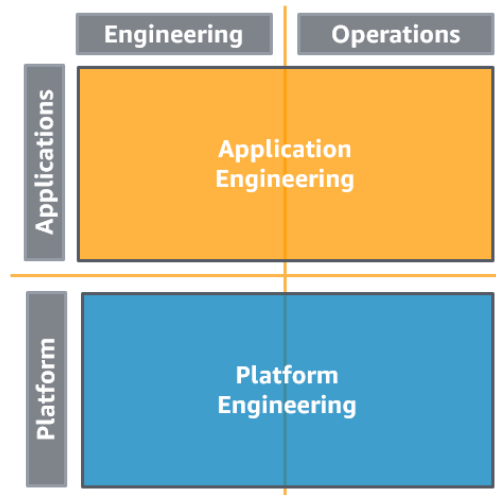 Engineering
Operations
Applications
Application
Engineering
Platform
Platform
Engineering